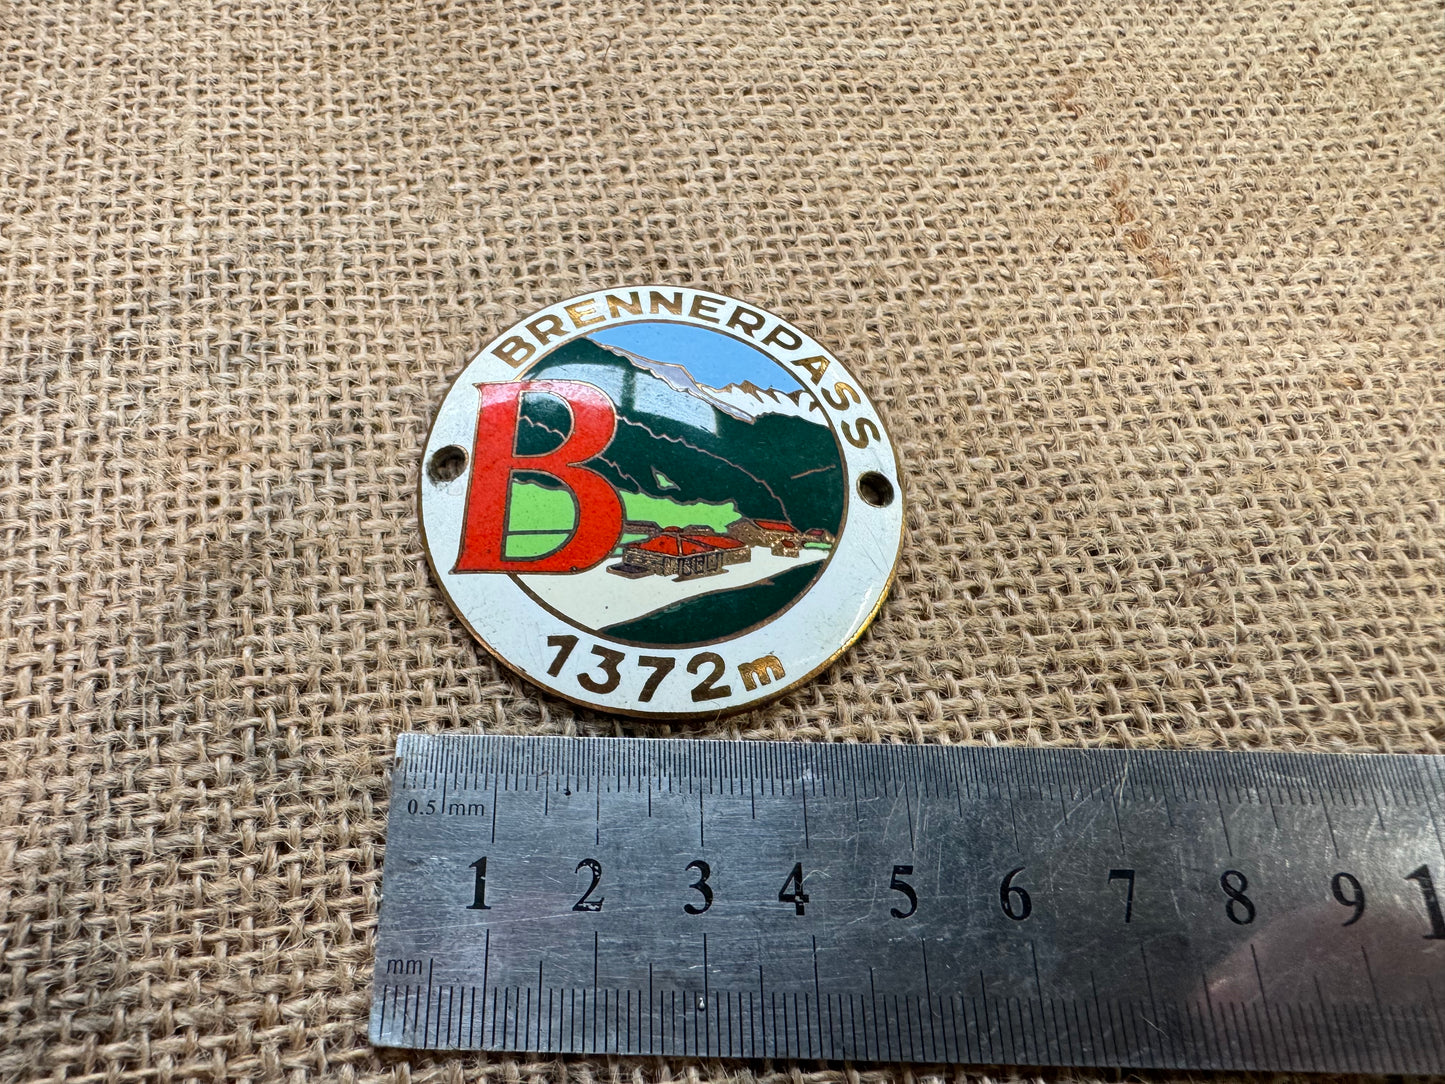 BRENNERPASS
B
1372m
0.5 mm
1 2 3 4 5 6 7 8 9 1
mm